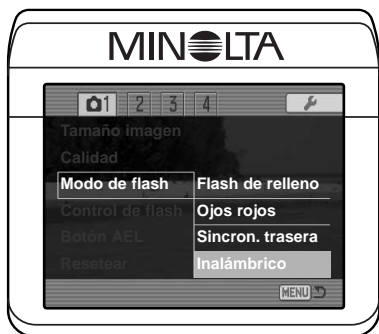 MINOLTA
1 2 3 4
Tamaño imagen
Calidad
Modo de flash Flash de relleno
Control de flash Ojos rojos
Botón AEL Sincron. trasera
Resetear Inalámbrico
MENU